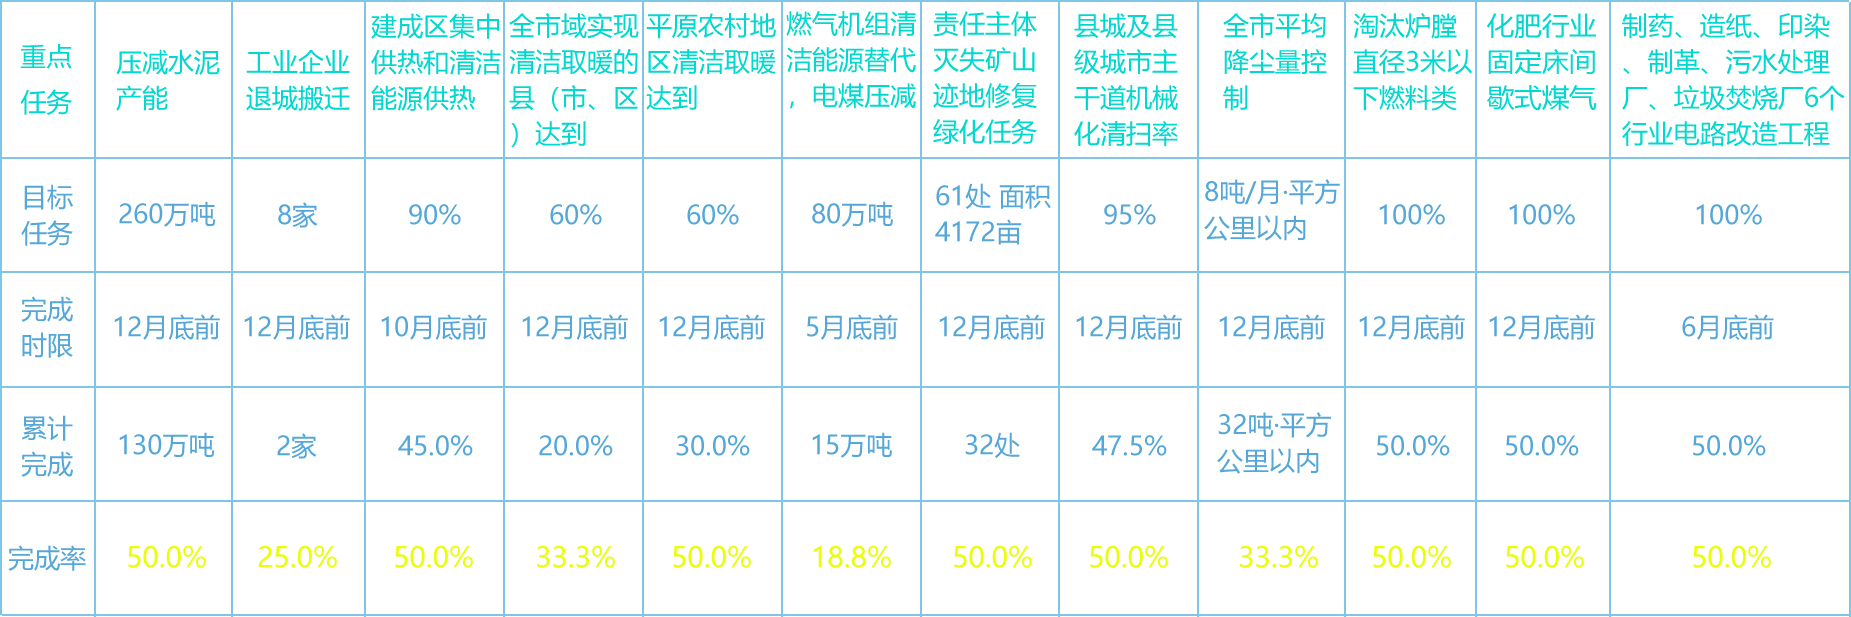 重点
任务
压减水泥
产能
工业企业
退城搬迁
建成区集中
供热和清洁
能源供热
全市域实现
清洁取暖的
县（市、区
）达到
平原农村地
区清洁取暖
达到
燃气机组清
洁能源替代
，电煤压减
责任主体
灭失矿山
迹地修复
绿化任务
县城及县
级城市主
干道机械
化清扫率
全市平均
降尘量控
制
淘汰炉膛
直径3米以
下燃料类
化肥行业
固定床间
歇式煤气
制药、造纸、印染
、制革、污水处理
厂、垃圾焚烧厂6个
行业电路改造工程
目标
任务
260万吨
8家
90%
60%
60%
80万吨
61处 面积
4172亩
95%
8吨/月·平方
公里以内
100%
100%
100%
完成
时限
12月底前
12月底前
10月底前
12月底前
12月底前
5月底前
12月底前
12月底前
12月底前
12月底前
12月底前
6月底前
累计
完成
130万吨
2家
45.0%
20.0%
30.0%
15万吨
32处
47.5%
32吨·平方
公里以内
50.0%
50.0%
50.0%
完成率
50.0%
25.0%
50.0%
33.3%
50.0%
18.8%
50.0%
50.0%
33.3%
50.0%
50.0%
50.0%